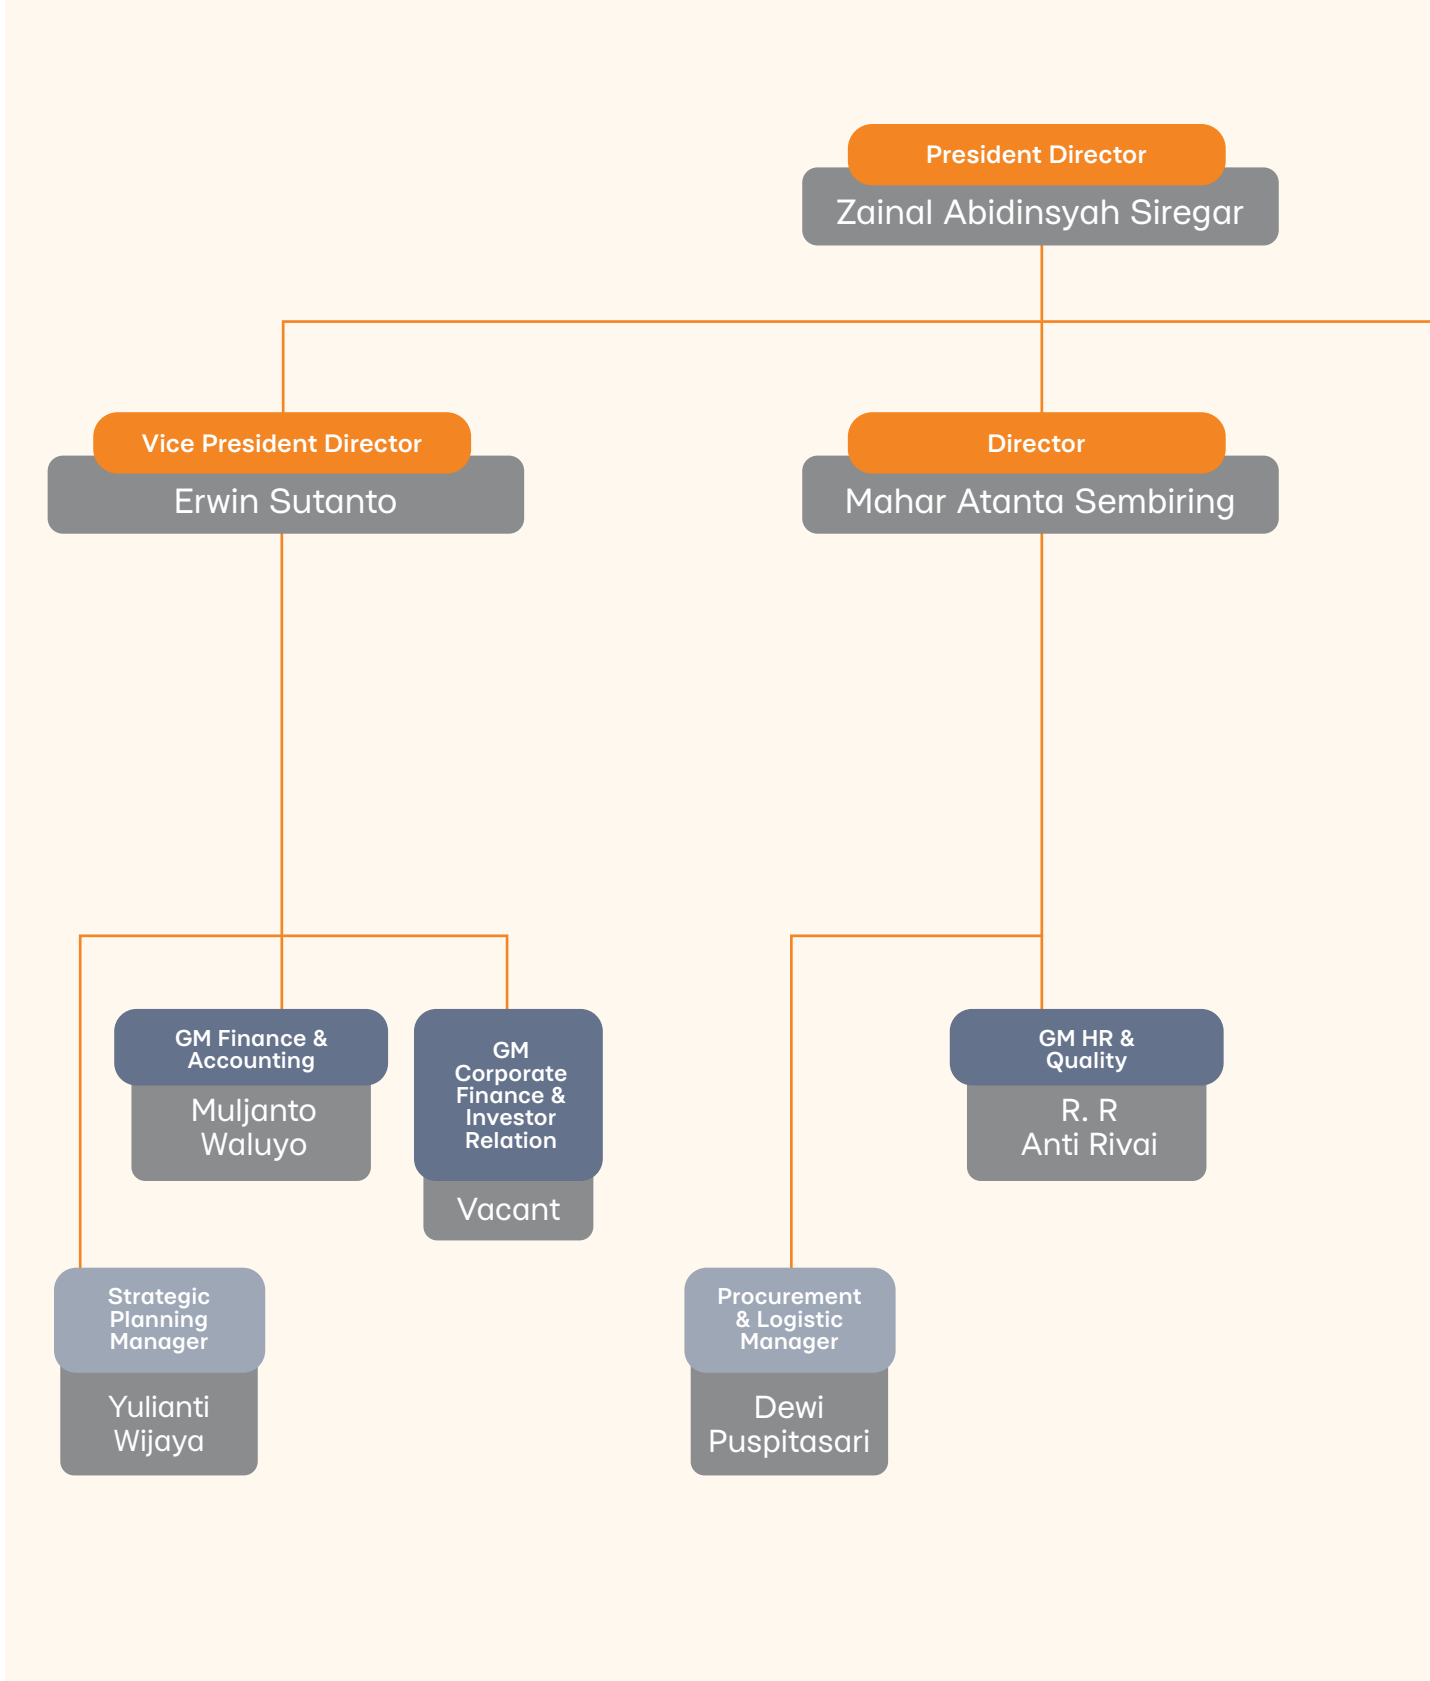 President Director
Zainal Abidinsyah Siregar
Vice President Director
Erwin Sutanto
Director
Mahar Atanta Sembiring
GM Finance &
Accounting
Muljanto
Waluyo
GM
Corporate
Finance &
Investor
Relation
Vacant
GM HR &
Quality
R. R
Anti Rivai
Strategic
Planning
Manager
Yulianti
Wijaya
Procurement
& Logistic
Manager
Dewi
Puspitasari